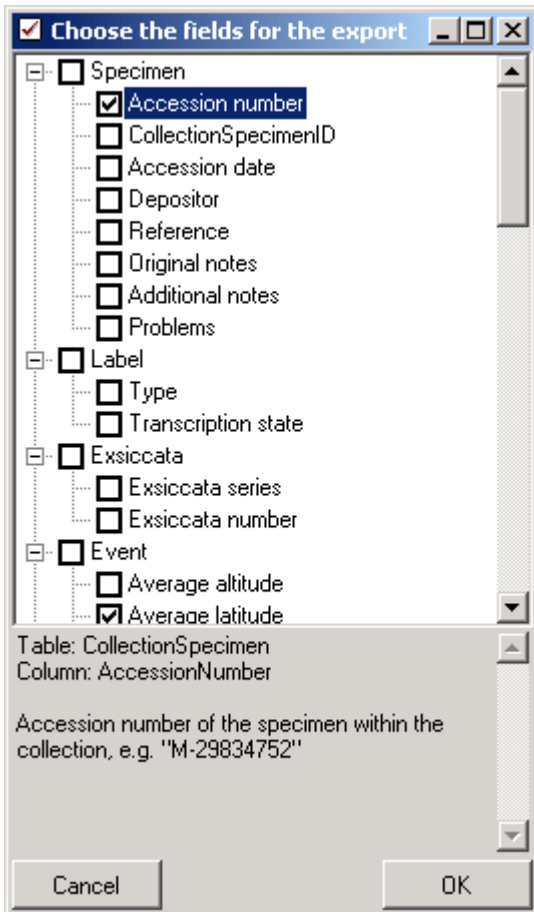 Choose the fields for the export
Specimen
Accession number
CollectionSpecimenID
Accession date
Depositor
Reference
Original notes
Additional notes
Problems
Label
Type
Transcription state
Exsiccata
Exsiccata series
Exsiccata number
Event
Average altitude
Average latitude
Table: CollectionSpecimen
Column: AccessionNumber
Accession number of the specimen within the
collection, e.g. "M-29834752"
Cancel
OK